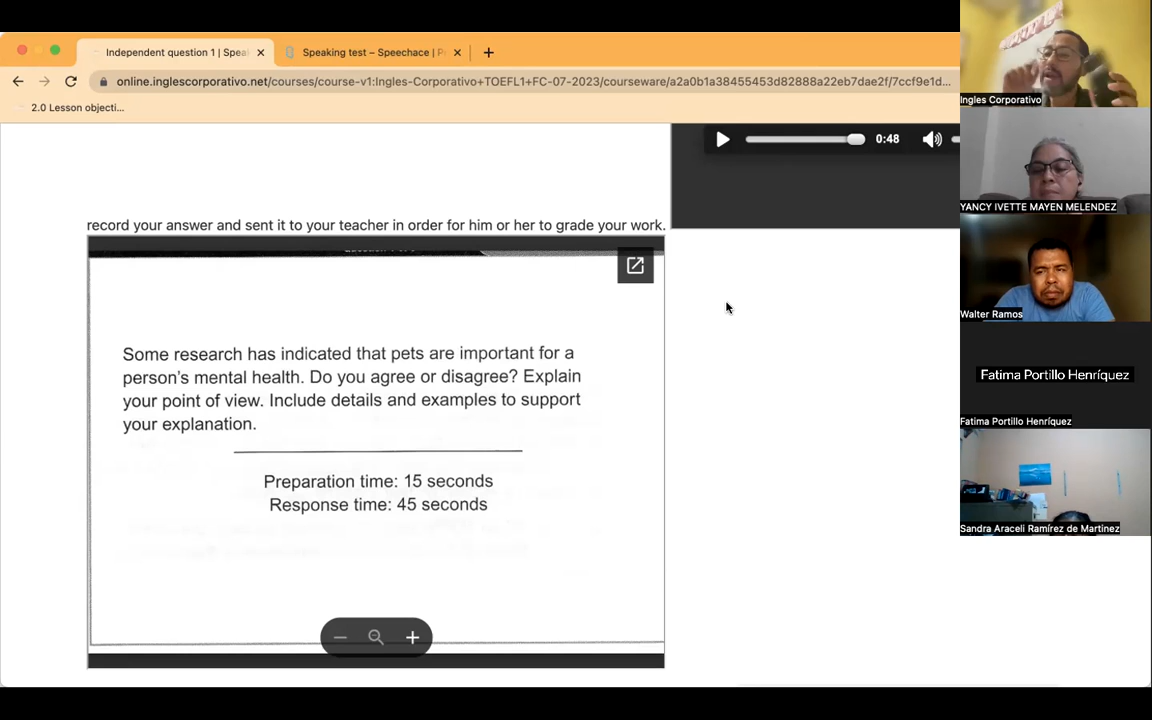 Independent question 1 | Spea
Speaking test – Speechace | P
online.inglescorporativo.net/courses/course-v1:Ingles-Corporativo+TOEFL1+FC-07-2023/courseware/a2a0b1a38455453d82888a22eb7dae2f/7ccf9e1d...
2.0 Lesson objecti...
0:48
record your answer and sent it to your teacher in order for him or her to grade your work.
Some research has indicated that pets are important for a
person's mental health. Do you agree or disagree? Explain
your point of view. Include details and examples to support
your explanation.
Preparation time: 15 seconds
Response time: 45 seconds
Ingles Corporativo
YANCY IVETTE MAYEN MELENDEZ
Walter Ramos
Fatima Portillo Henríquez
Fatima Portillo Henríquez
Sandra Araceli Ramírez de Martínez